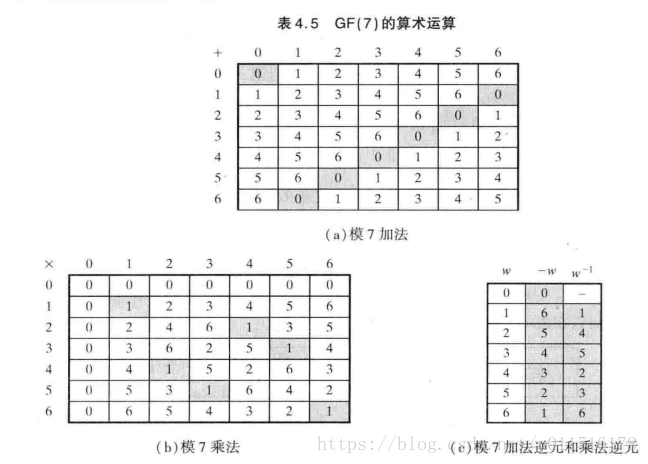 表4.5 GF(7)的算术运算
+ 0 1 2 3 4 5 6
0 0 1 2 3 4 5 6
1 1 2 3 4 5 6 0
2 2 3 4 5 6 0 1
3 3 4 5 6 0 1 2
4 4 5 6 0 1 2 3
5 5 6 0 1 2 3 4
6 6 0 1 2 3 4 5
(a)模7加法
× 0 1 2 3 4 5 6
0 0 0 0 0 0 0 0
1 0 1 2 3 4 5 6
2 0 2 4 6 1 3 5
3 0 3 6 2 5 1 4
4 0 4 1 5 2 6 3
5 0 5 3 1 6 4 2
6 0 6 5 4 3 2 1
(b)模7乘法
w -w w⁻¹
0 0 –
1 6 1
2 5 4
3 4 5
4 3 2
5 2 3
6 1 6
(c)模7加法逆元和乘法逆元